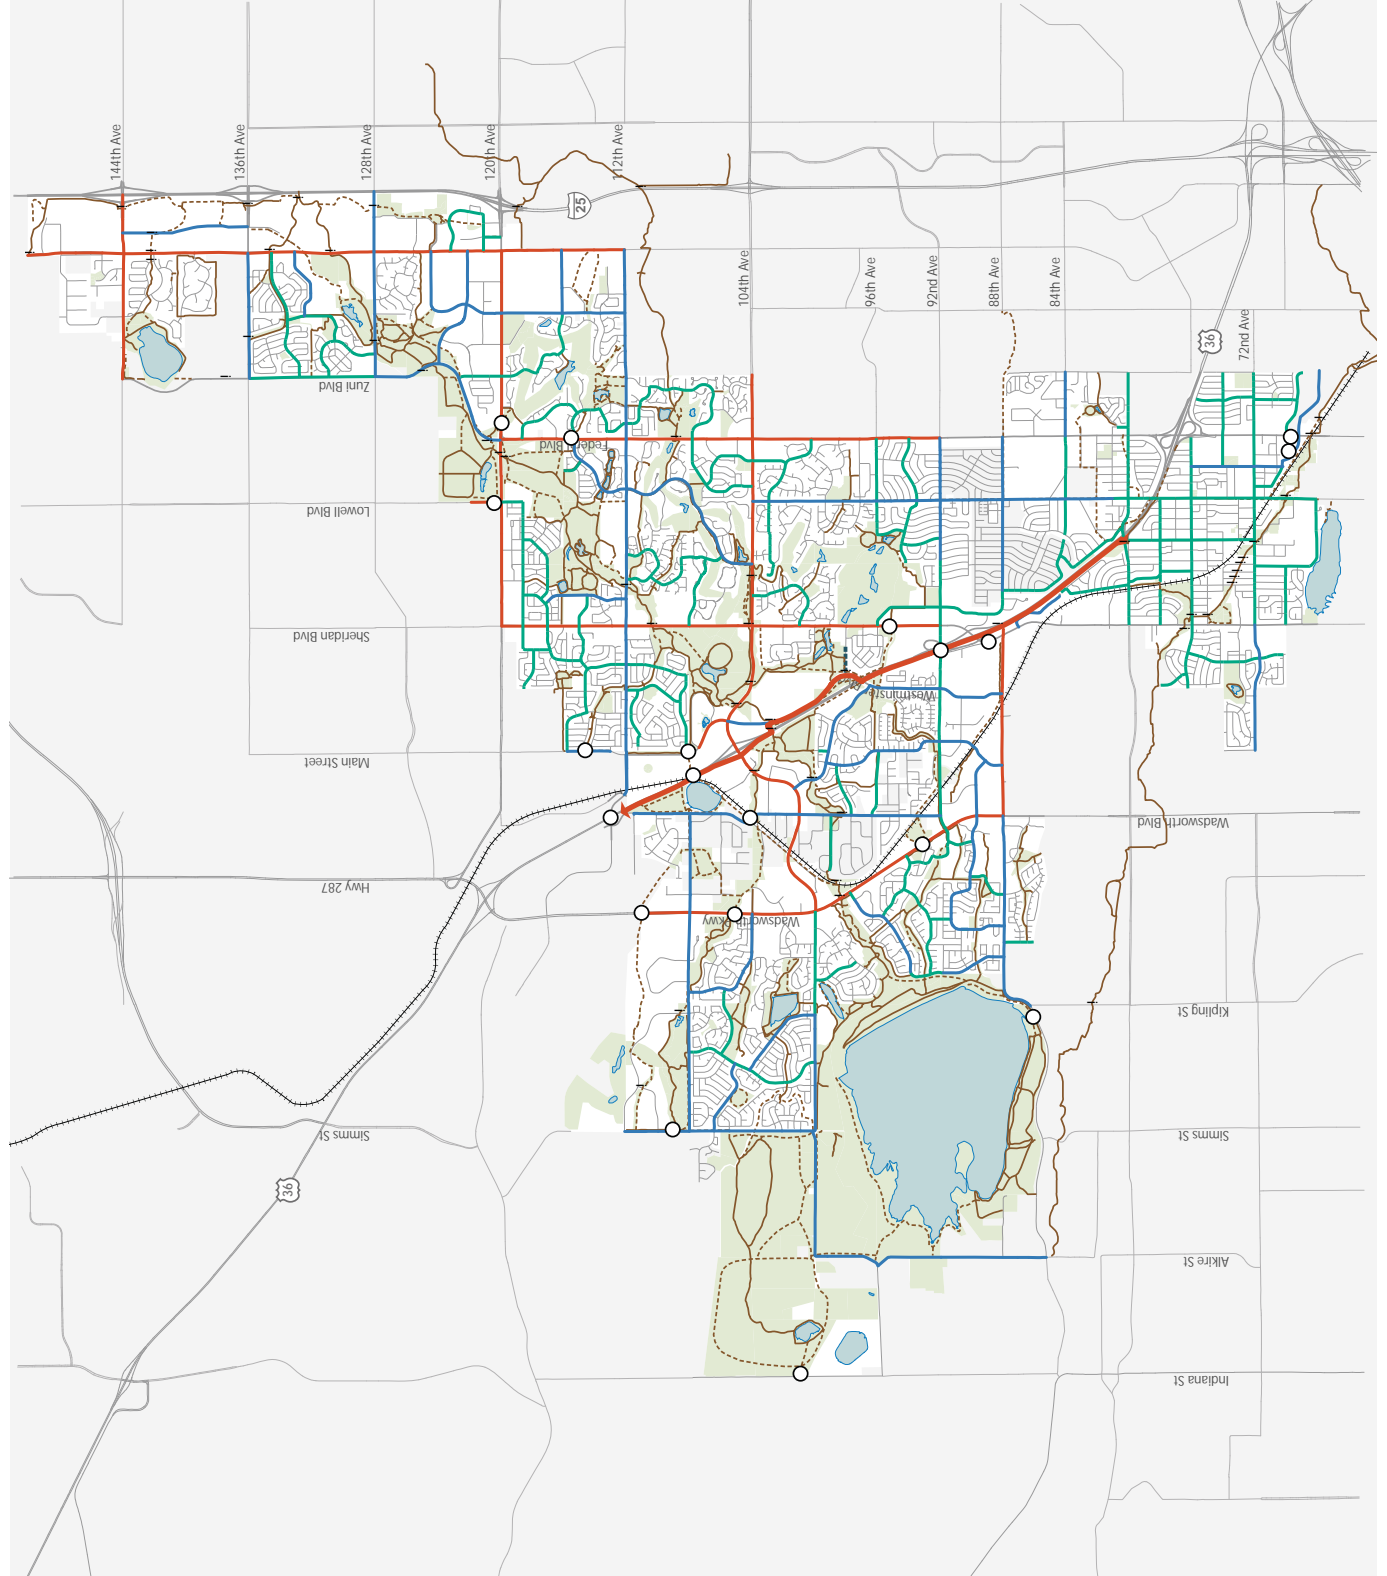 144th Ave
136th Ave
128th Ave
120th Ave
112th Ave
25
104th Ave
96th Ave
92nd Ave
88th Ave
84th Ave
36
72nd Ave
Zuni Blvd
Federal Blvd
Lowell Blvd
Sheridan Blvd
Main Street
Wadsworth Blvd
Hwy 287
Wadsworth Pkwy
Kipling St
Simms St
Simms St
36
Alkire St
Indiana St